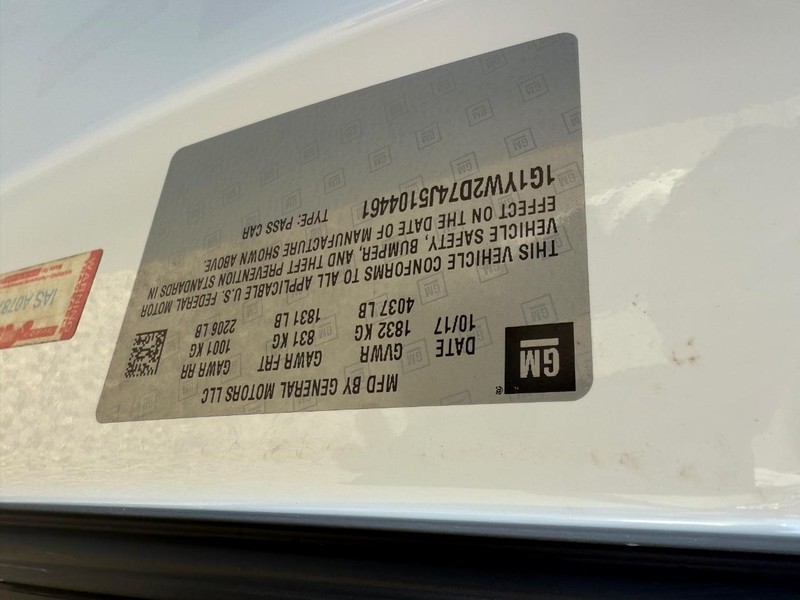 MFD BY GENERAL MOTORS LLC
GM
DATE GVWR GAWR FRT GAWR RR
10/17 1832 KG 831 KG 1001 KG
4037 LB 1831 LB 2206 LB
THIS VEHICLE CONFORMS TO ALL APPLICABLE U.S. FEDERAL MOTOR
VEHICLE SAFETY, BUMPER, AND THEFT PREVENTION STANDARDS IN
EFFECT ON THE DATE OF MANUFACTURE SHOWN ABOVE.
1G1YW2D74J5104461 TYPE: PASS CAR